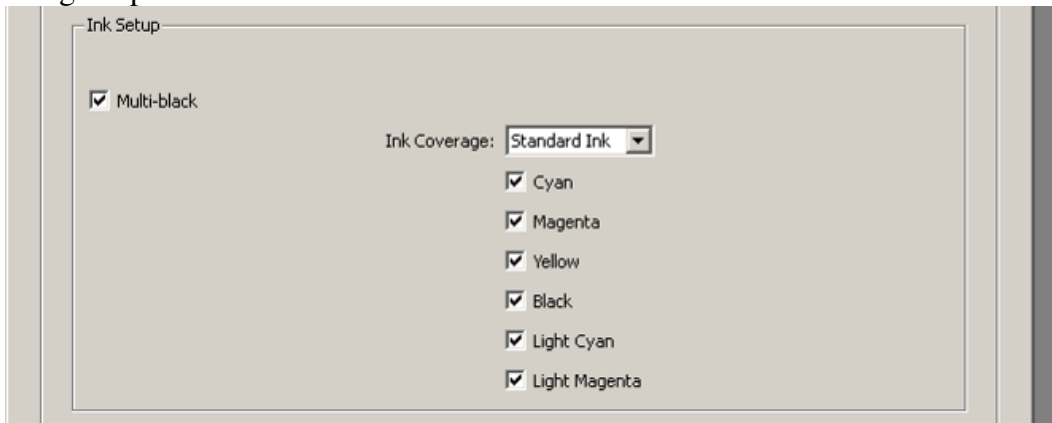 Ink Setup
Multi-black
Ink Coverage: Standard Ink
Cyan
Magenta
Yellow
Black
Light Cyan
Light Magenta